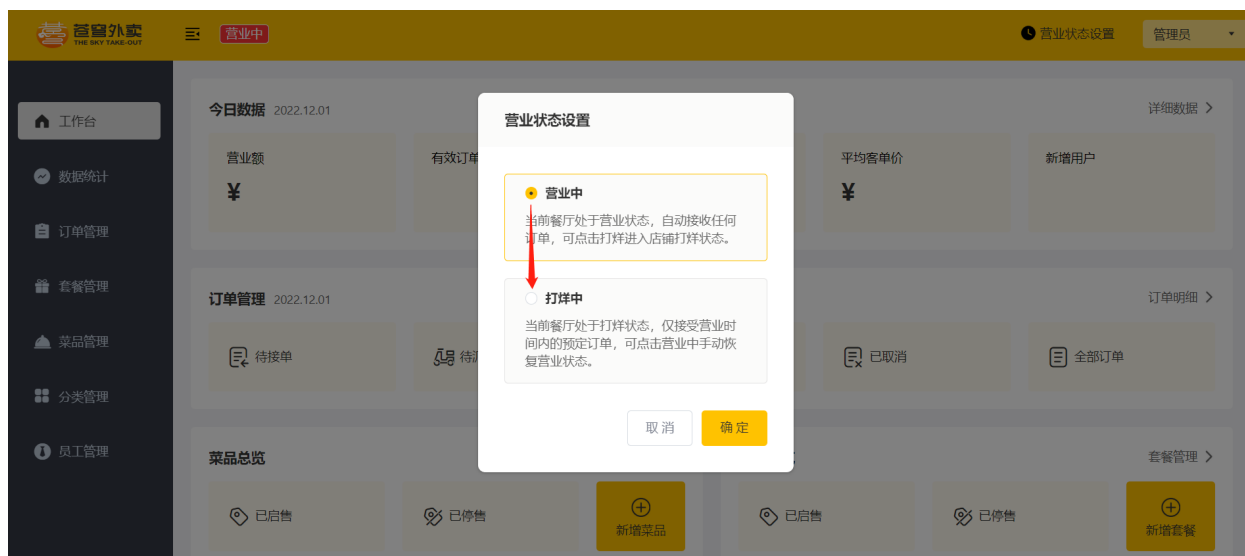 苍穹外卖
THE SKY TAKE-OUT
营业中
营业状态设置
管理员
工作台
数据统计
订单管理
套餐管理
菜品管理
分类管理
员工管理
今日数据 2022.12.01
详细数据
营业额
¥
有效订单
平均客单价
¥
新增用户
订单管理 2022.12.01
订单明细
待接单
待派
已取消
全部订单
菜品总览
套餐管理
已启售
已停售
新增菜品
已启售
已停售
新增套餐
营业状态设置
营业中
当前餐厅处于营业状态，自动接收任何
订单，可点击打烊进入店铺打烊状态。
打烊中
当前餐厅处于打烊状态，仅接受营业时
间内的预定订单，可点击营业中手动恢
复营业状态。
取消
确定